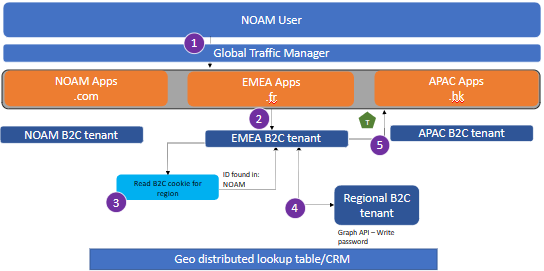 NOAM User
1
Global Traffic Manager
NOAM Apps
.com
EMEA Apps
.fr
APAC Apps
.hk
2
T
NOAM B2C tenant
EMEA B2C tenant
5
APAC B2C tenant
Read B2C cookie for
region
3
ID found in:
NOAM
4
Regional B2C
tenant
Graph API – Write
password
Geo distributed lookup table/CRM